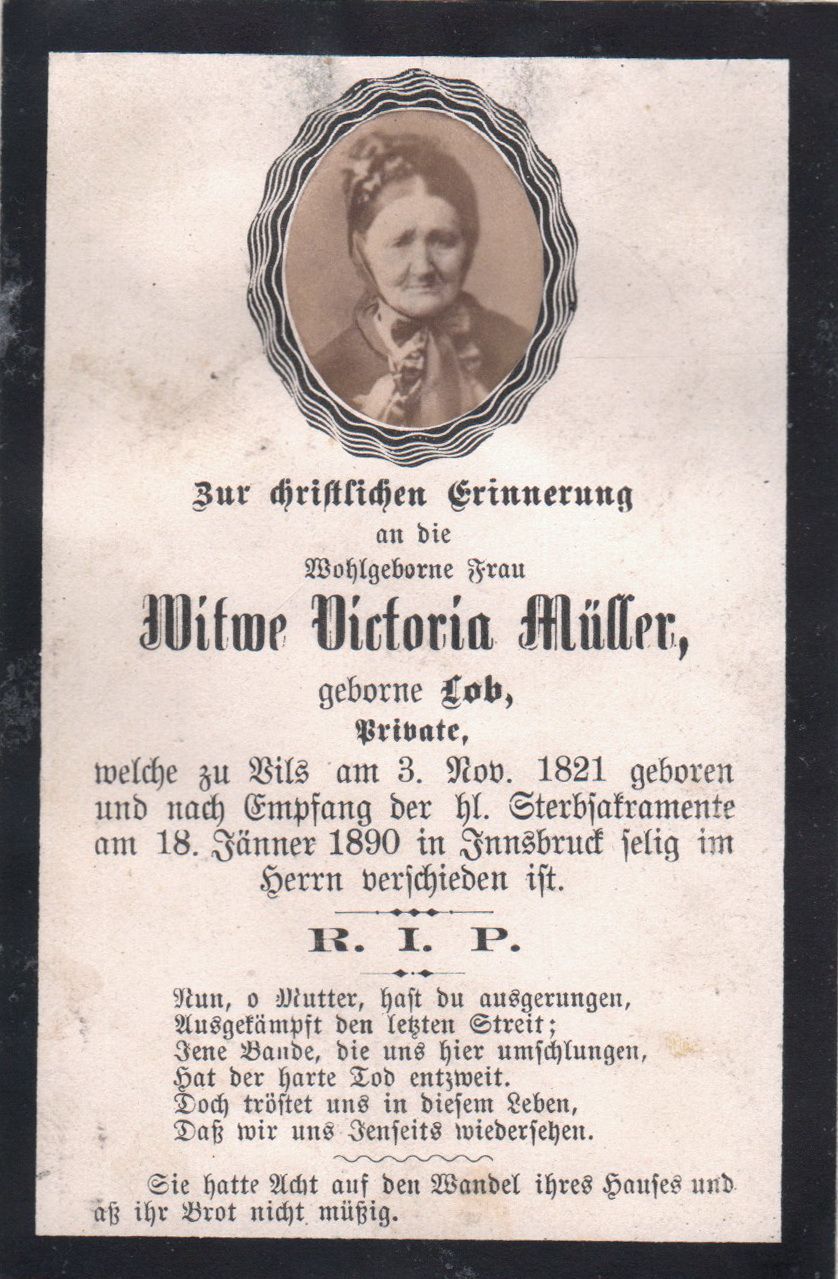 Zur christlichen Erinnerung
an die
Wohlgeborne Frau
Witwe Victoria Müller,
geborne Lob,
Private,
welche zu Vils am 3. Nov. 1821 geboren
und nach Empfang der hl. Sterbsakramente
am 18. Jänner 1890 in Innsbruck selig im
Herrn verschieden ist.
R. I. P.
Nun, o Mutter, hast du ausgerungen,
Ausgekämpft den letzten Streit;
Jene Bande, die uns hier umschlungen,
Hat der harte Tod entzweit.
Doch tröstet uns in diesem Leben,
Daß wir uns Jenseits wiedersehen.
Sie hatte Acht auf den Wandel ihres Hauses und
aß ihr Brot nicht müßig.